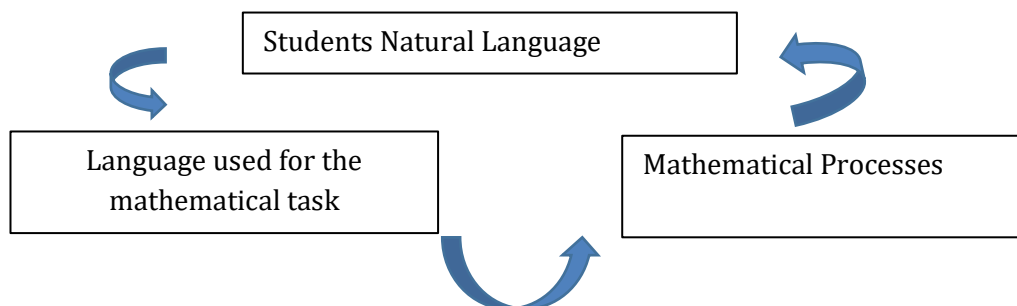 Students Natural Language
Language used for the
mathematical task
Mathematical Processes